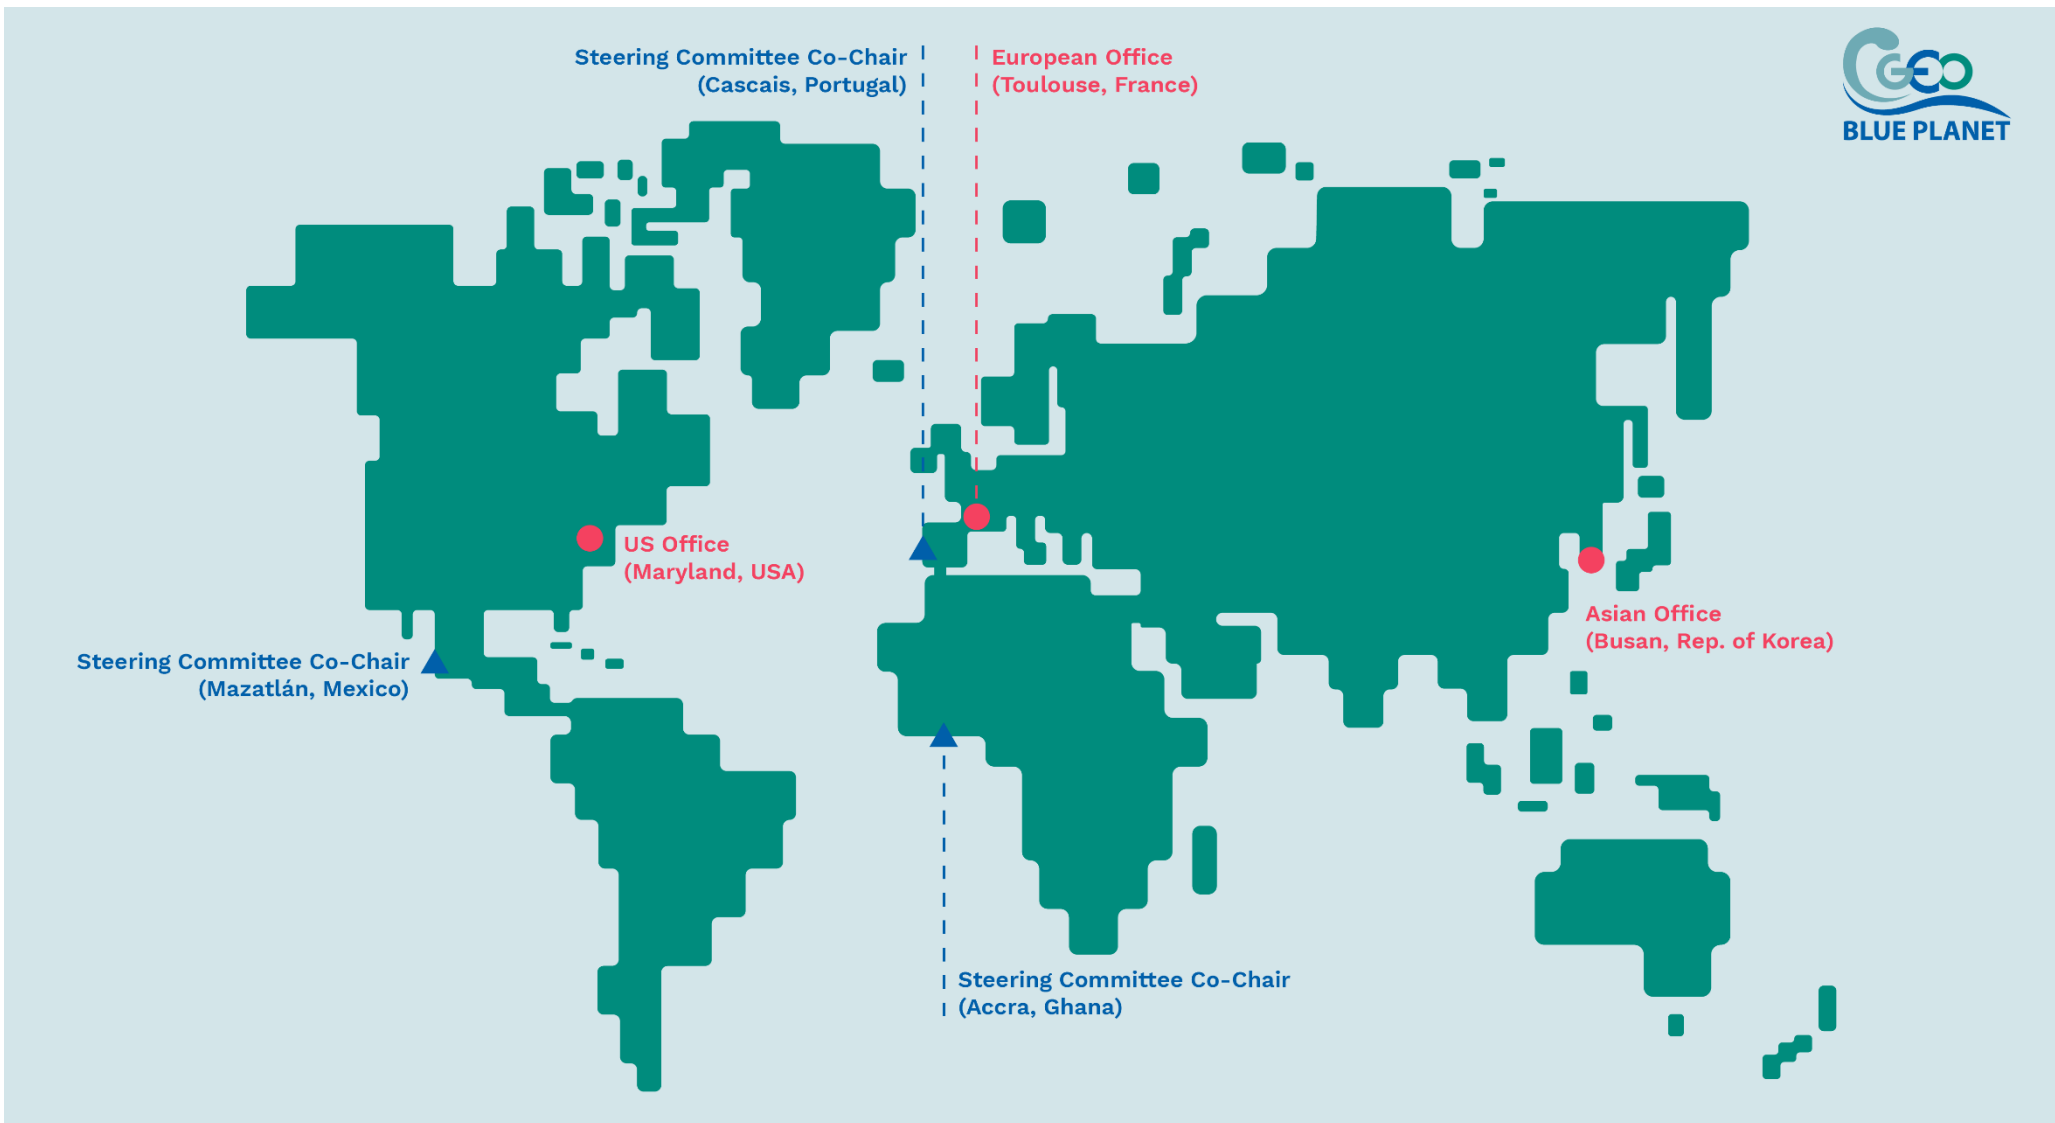 Steering Committee Co-Chair
(Cascais, Portugal)
European Office
(Toulouse, France)
GEO
BLUE PLANET
US Office
(Maryland, USA)
Asian Office
(Busan, Rep. of Korea)
Steering Committee Co-Chair
(Mazatlán, Mexico)
Steering Committee Co-Chair
(Accra, Ghana)